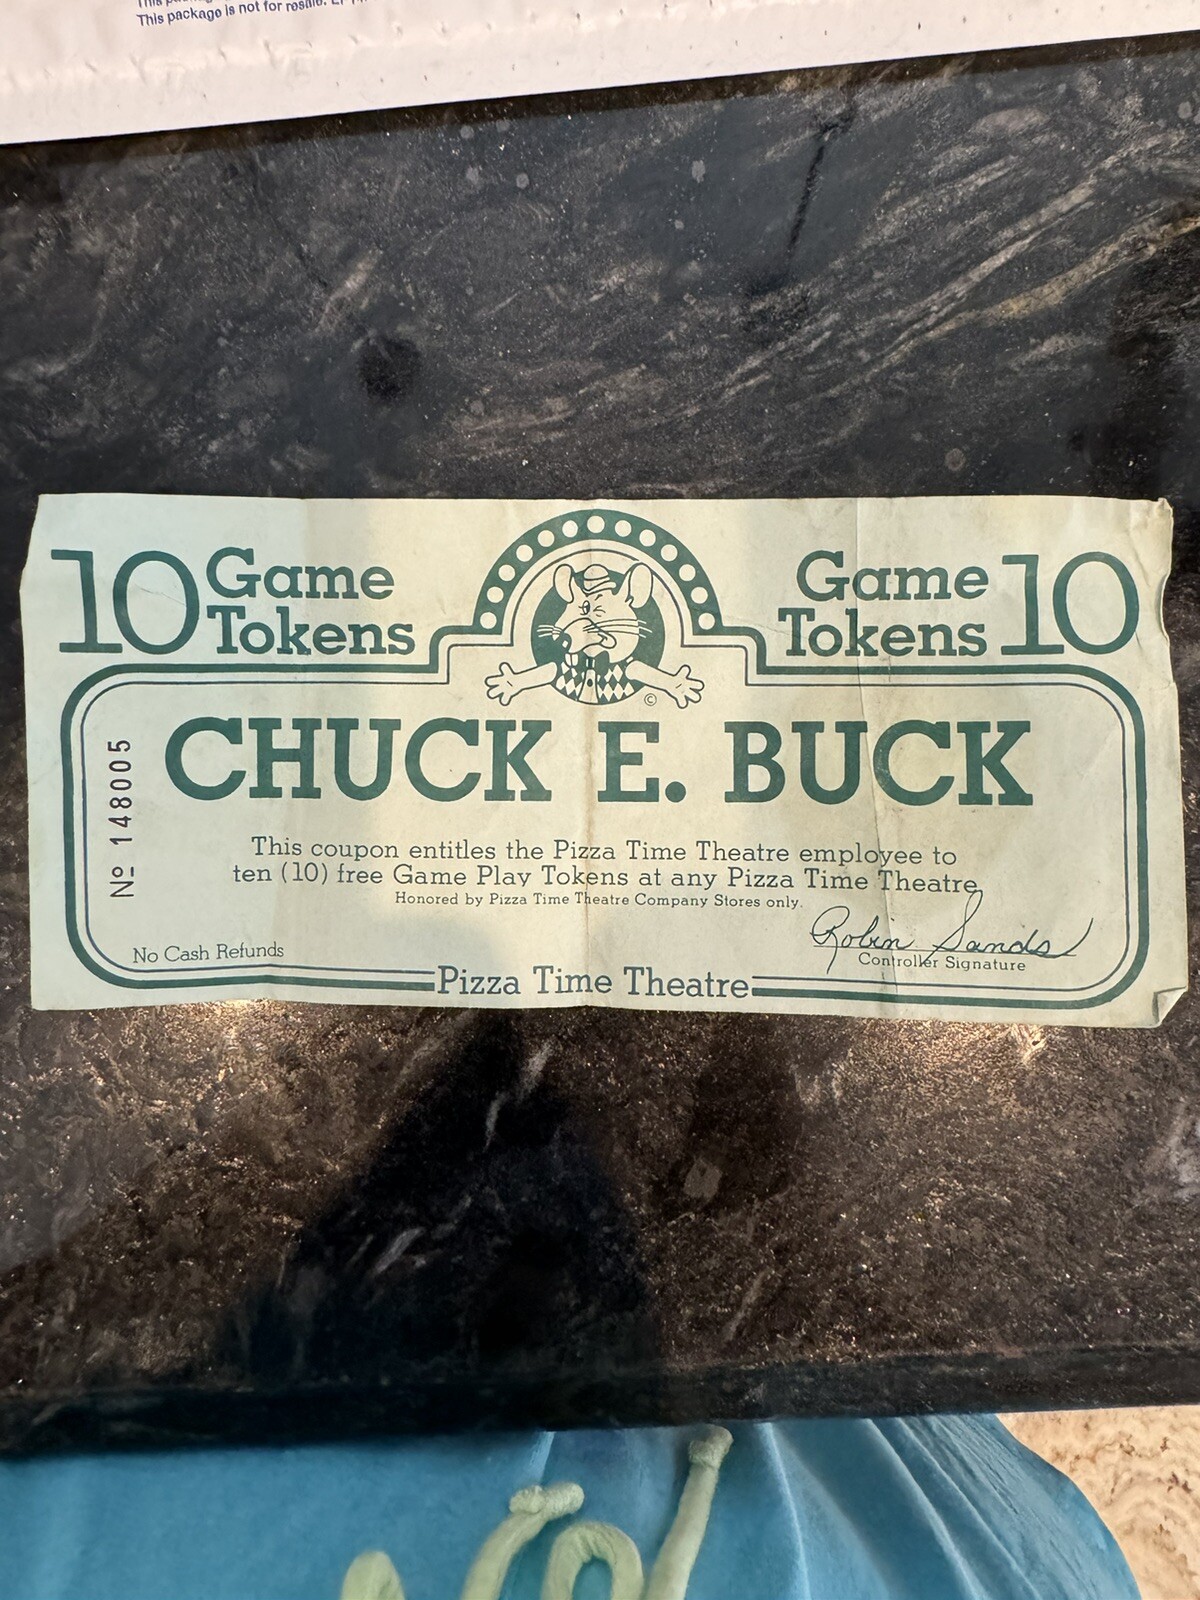 This package is not for resale.
10 Game Tokens
Game Tokens 10
©
CHUCK E. BUCK
Nº 148005
This coupon entitles the Pizza Time Theatre employee to
ten (10) free Game Play Tokens at any Pizza Time Theatre
Honored by Pizza Time Theatre Company Stores only.
Robin Sands
Controller Signature
No Cash Refunds
Pizza Time Theatre